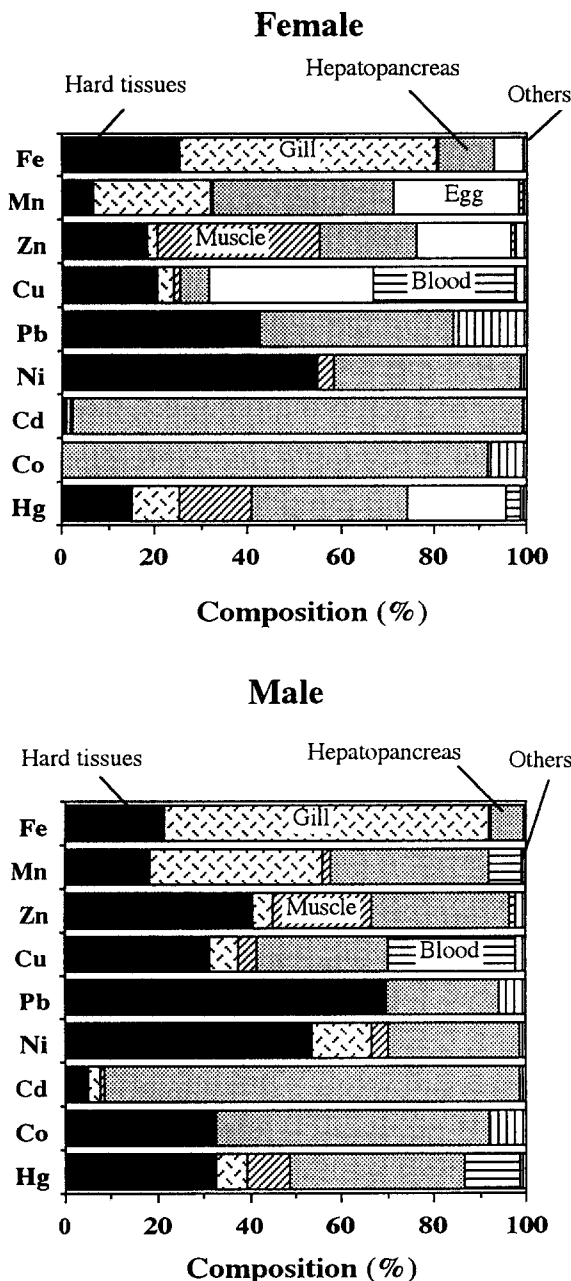 Female
Hepatopancreas
Hard tissues
Others
Fe
Gill
Mn
Egg
Zn
Muscle
Cu
Blood
Pb
Ni
Cd
Co
Hg
0 20 40 60 80 100
Composition (%)
Male
Hepatopancreas
Hard tissues
Others
Fe
Gill
Mn
Zn
Muscle
Cu
Blood
Pb
Ni
Cd
Co
Hg
0 20 40 60 80 100
Composition (%)